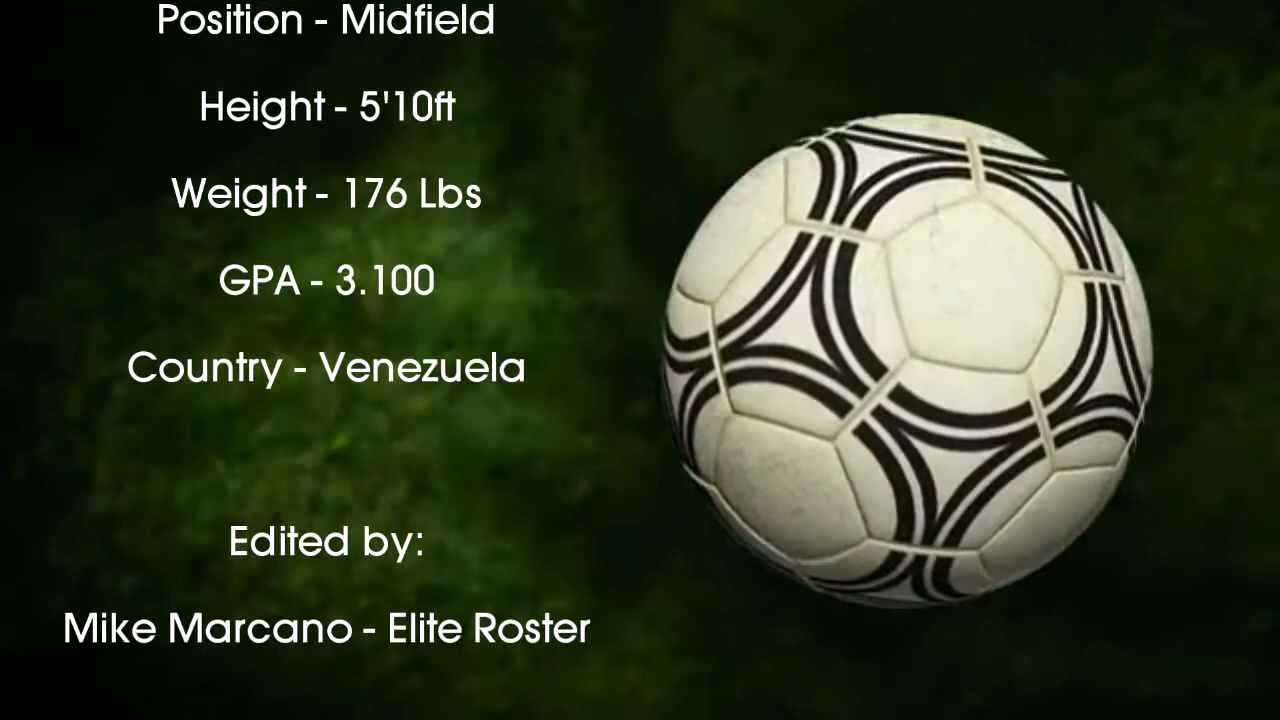 Position - Midfield
Height - 5'10ft
Weight - 176 Lbs
GPA - 3.100
Country - Venezuela
Edited by:
Mike Marcano - Elite Roster